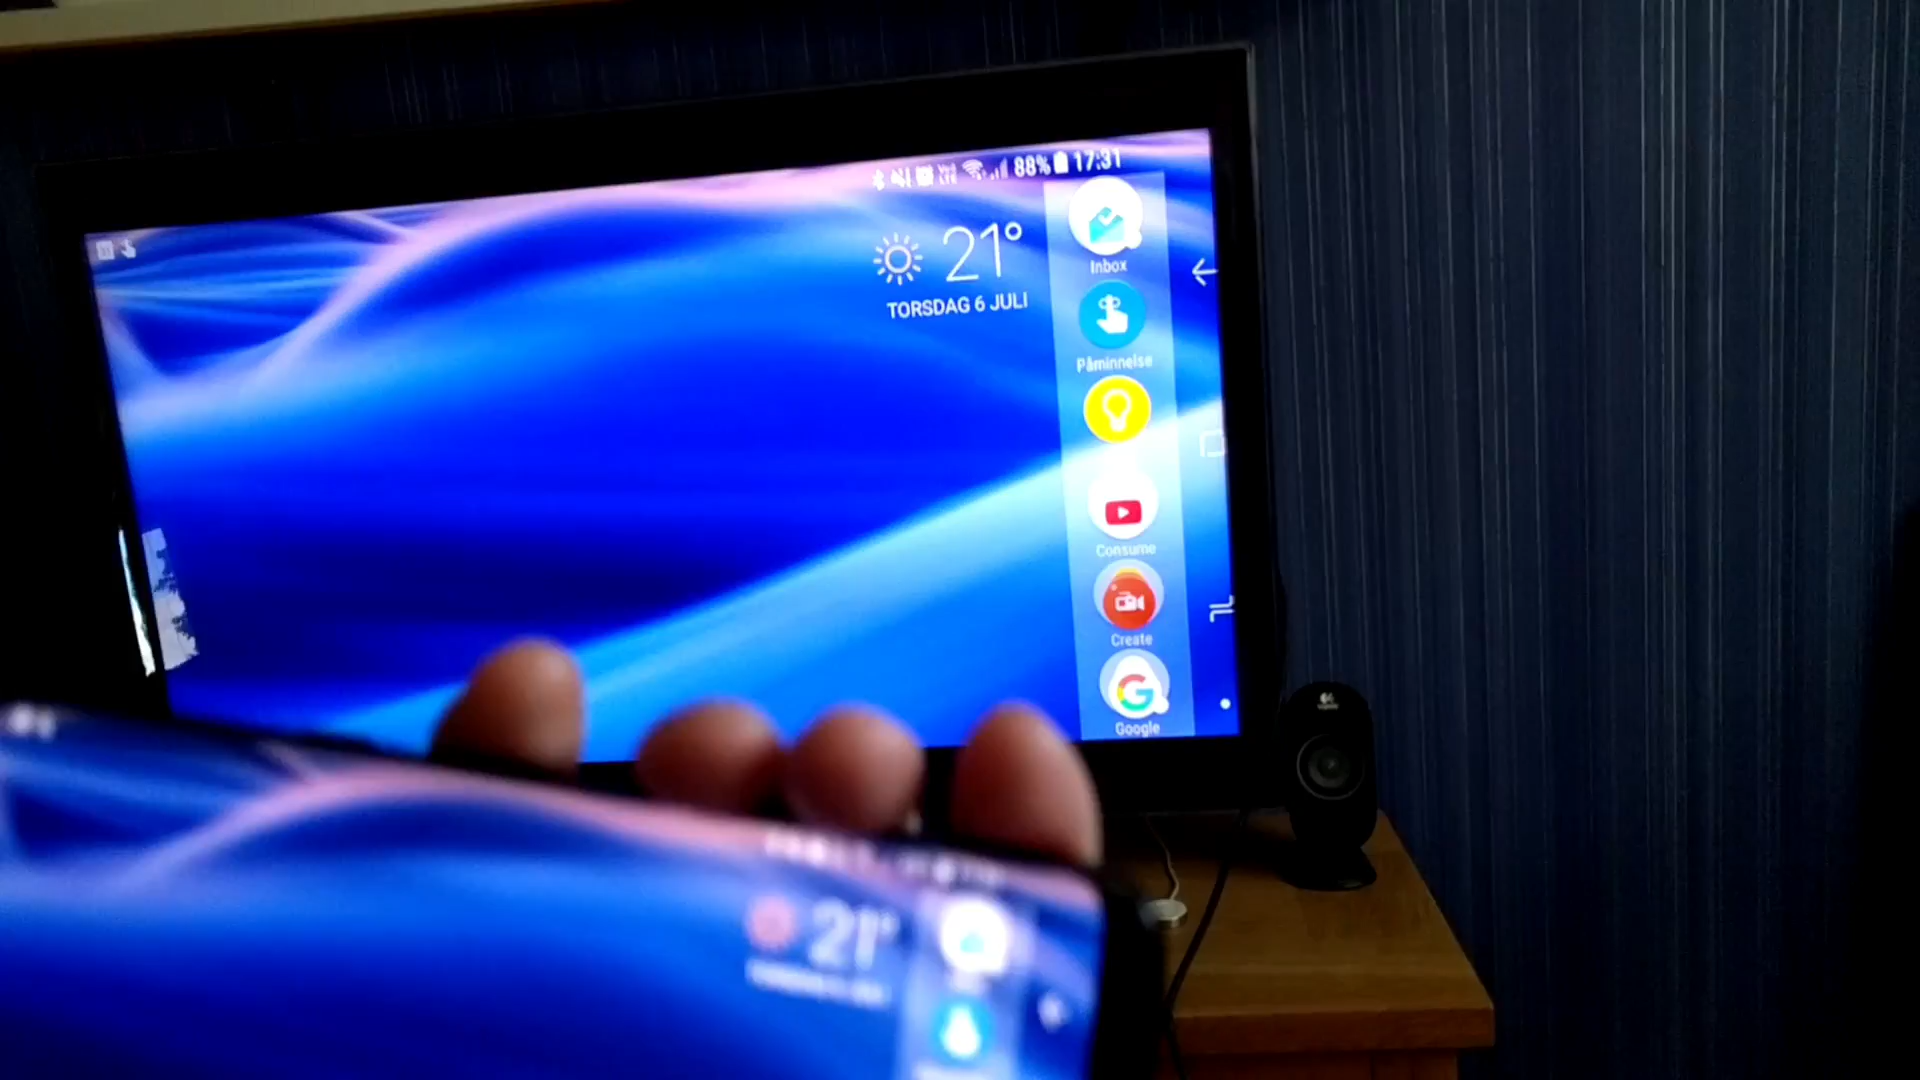 88% 17:31
21°
TORSDAG 6 JULI
Inbox
Påminnelse
Consume
Create
Google
21°